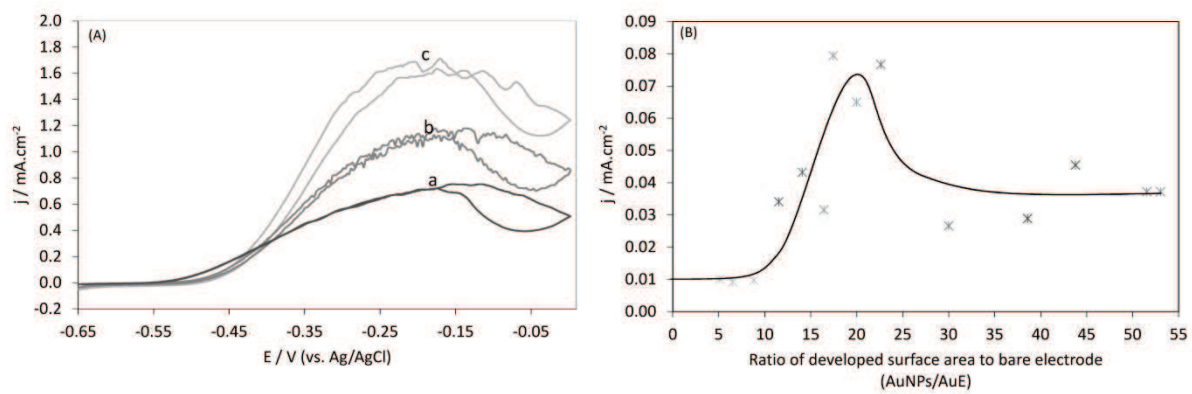 (A)
2.0
1.8
1.6
1.4
1.2
1.0
0.8
0.6
0.4
0.2
0.0
-0.2
j / mA.cm-2
c
b
a
-0.65 -0.55 -0.45 -0.35 -0.25 -0.15 -0.05
E / V (vs. Ag/AgCl)
(B)
0.09
0.08
0.07
0.06
0.05
0.04
0.03
0.02
0.01
0.00
j / mA.cm-2
0 5 10 15 20 25 30 35 40 45 50 55
Ratio of developed surface area to bare electrode
(AuNPs/AuE)